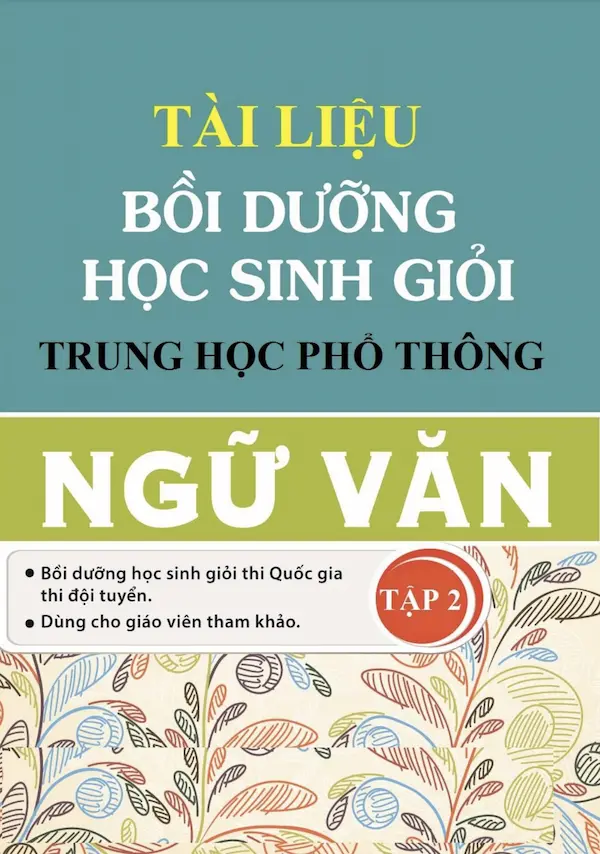 TÀI LIỆU
BỒI DƯỠNG
HỌC SINH GIỎI
TRUNG HỌC PHỔ THÔNG
NGỮ VĂN
• Bồi dưỡng học sinh giỏi thi Quốc gia
thi đội tuyển.
• Dùng cho giáo viên tham khảo.
TẬP 2